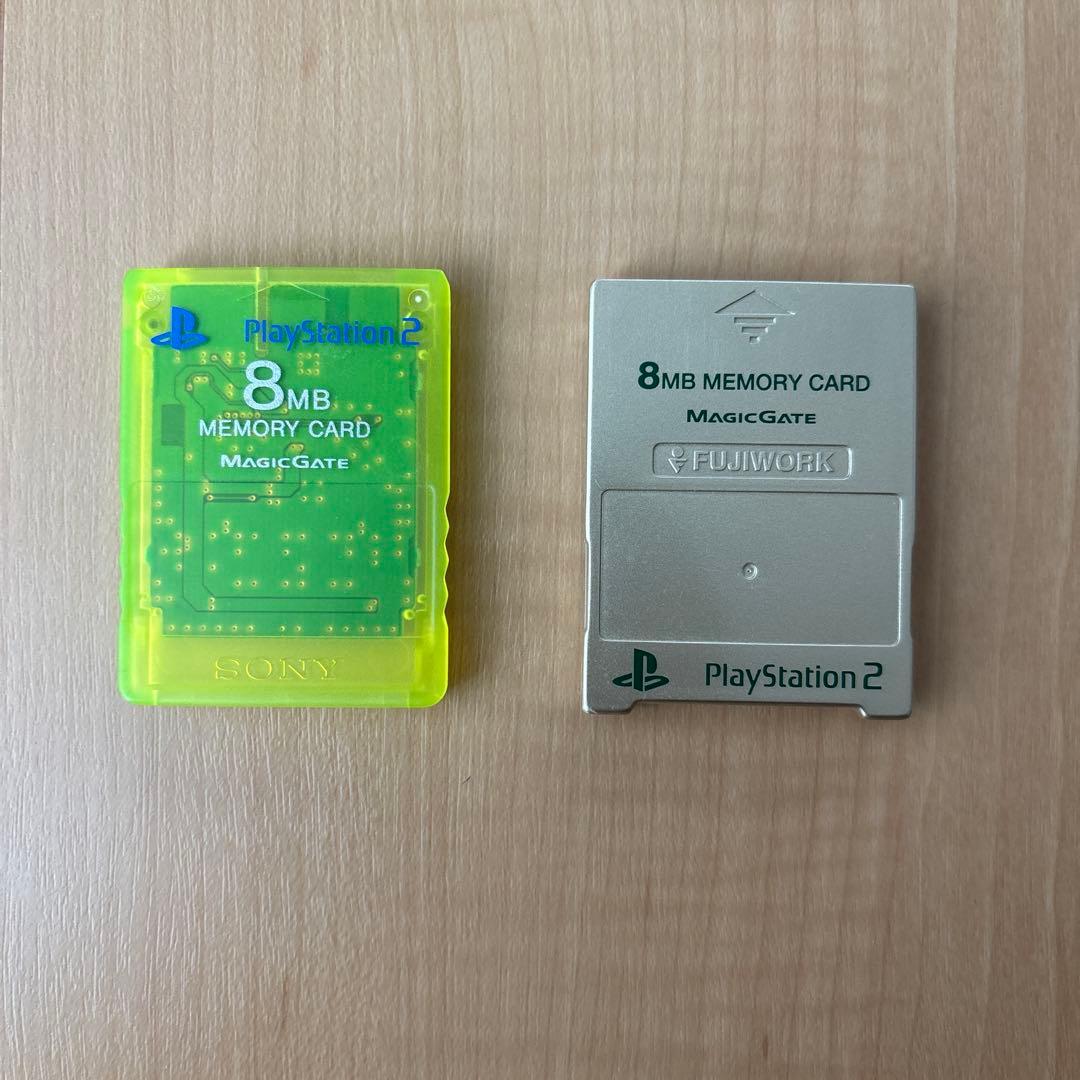 PlayStation 2
8MB
MEMORY CARD
MAGICGATE
SONY
8MB MEMORY CARD
MAGICGATE
FUJIWORK
PlayStation 2